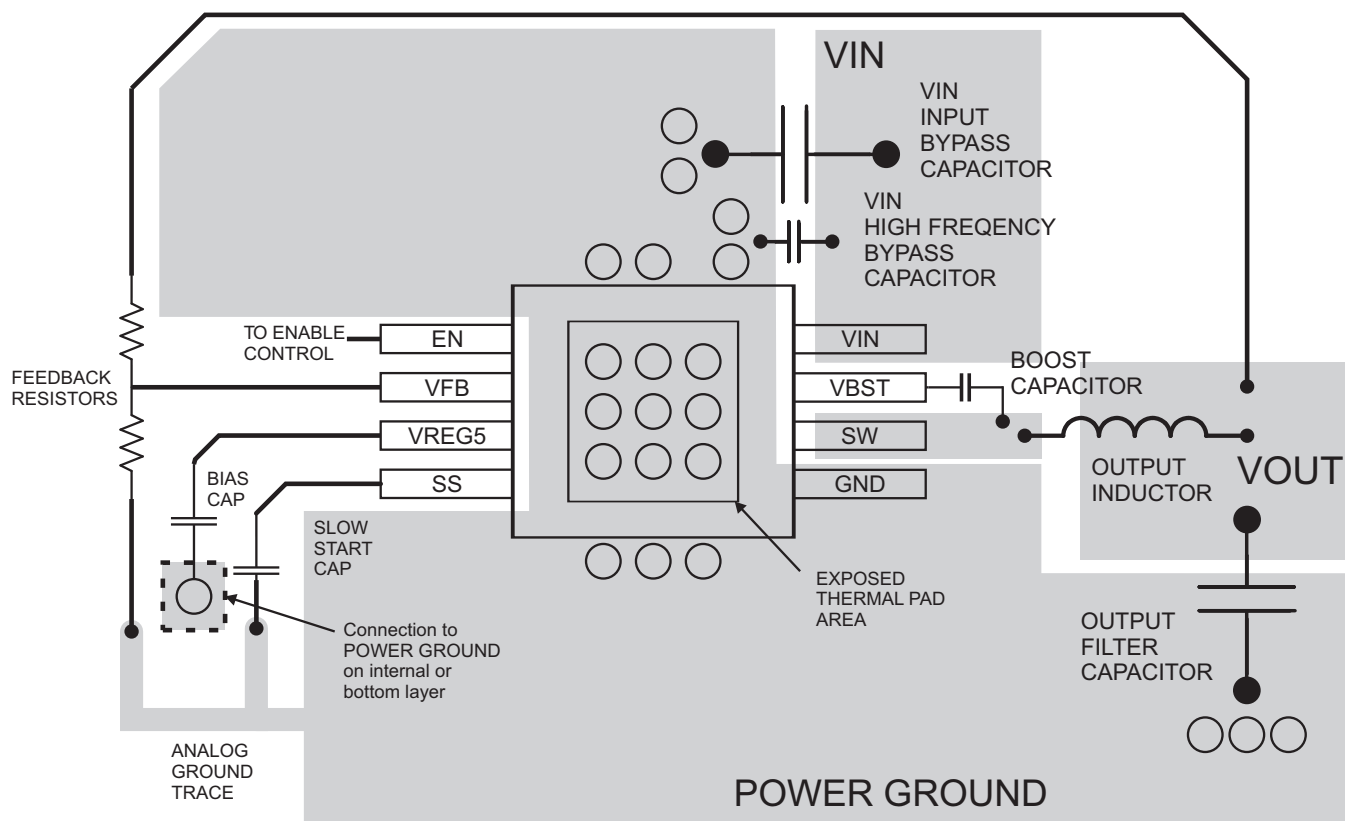 VIN
VIN
INPUT
BYPASS
CAPACITOR
VIN
HIGH FREQENCY
BYPASS
CAPACITOR
TO ENABLE
CONTROL
EN
VFB
VREG5
SS
VIN
VBST
SW
GND
FEEDBACK
RESISTORS
BOOST
CAPACITOR
OUTPUT
INDUCTOR
VOUT
BIAS
CAP
SLOW
START
CAP
EXPOSED
THERMAL PAD
AREA
Connection to
POWER GROUND
on internal or
bottom layer
OUTPUT
FILTER
CAPACITOR
ANALOG
GROUND
TRACE
POWER GROUND